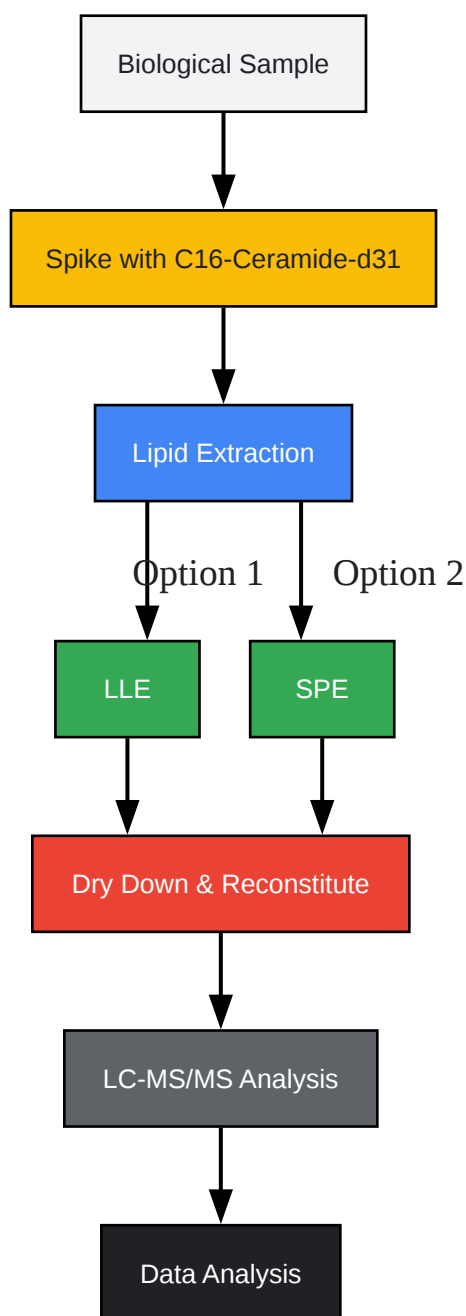 Biological Sample
Spike with C16-Ceramide-d31
Lipid Extraction
Option 1
Option 2
LLE
SPE
Dry Down & Reconstitute
LC-MS/MS Analysis
Data Analysis